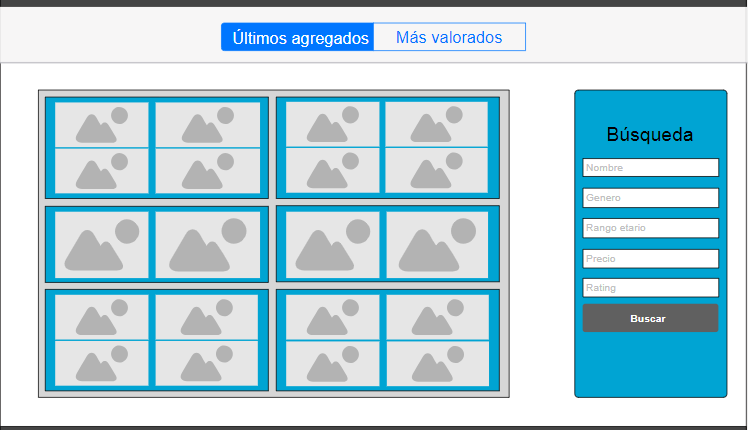 Últimos agregados
Más valorados
Búsqueda
Nombre
Genero
Rango etario
Precio
Rating
Buscar